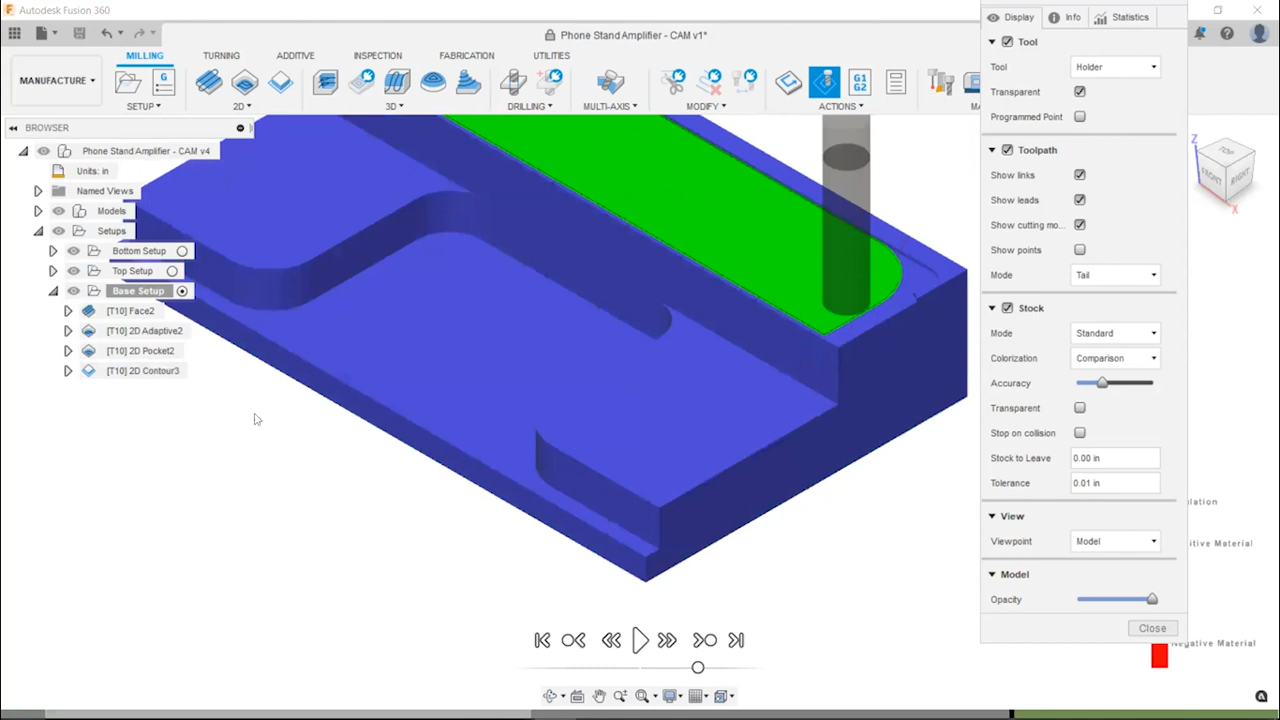 Autodesk Fusion 360
Phone Stand Amplifier - CAM v1*
MANUFACTURE
MILLING TURNING ADDITIVE INSPECTION FABRICATION UTILITIES
G
G1
G2
SETUP 2D 3D DRILLING MULTI-AXIS MODIFY ACTIONS MA
BROWSER
Phone Stand Amplifier - CAM v4
Units: in
Named Views
Models
Setups
Bottom Setup
Top Setup
Base Setup
[T10] Face2
[T10] 2D Adaptive2
[T10] 2D Pocket2
[T10] 2D Contour3
Display Info Statistics
Tool
Tool Holder
Transparent
Programmed Point
Toolpath
Show links
Show leads
Show cutting mo...
Show points
Mode Tail
Stock
Mode Standard
Colorization Comparison
Accuracy
Transparent
Stop on collision
Stock to Leave 0.00 in
Tolerance 0.01 in
View
Viewpoint Model
Model
Opacity
Close
Z
TOP
FRONT
RIGHT
X
ulation
itive Material
Negative Material